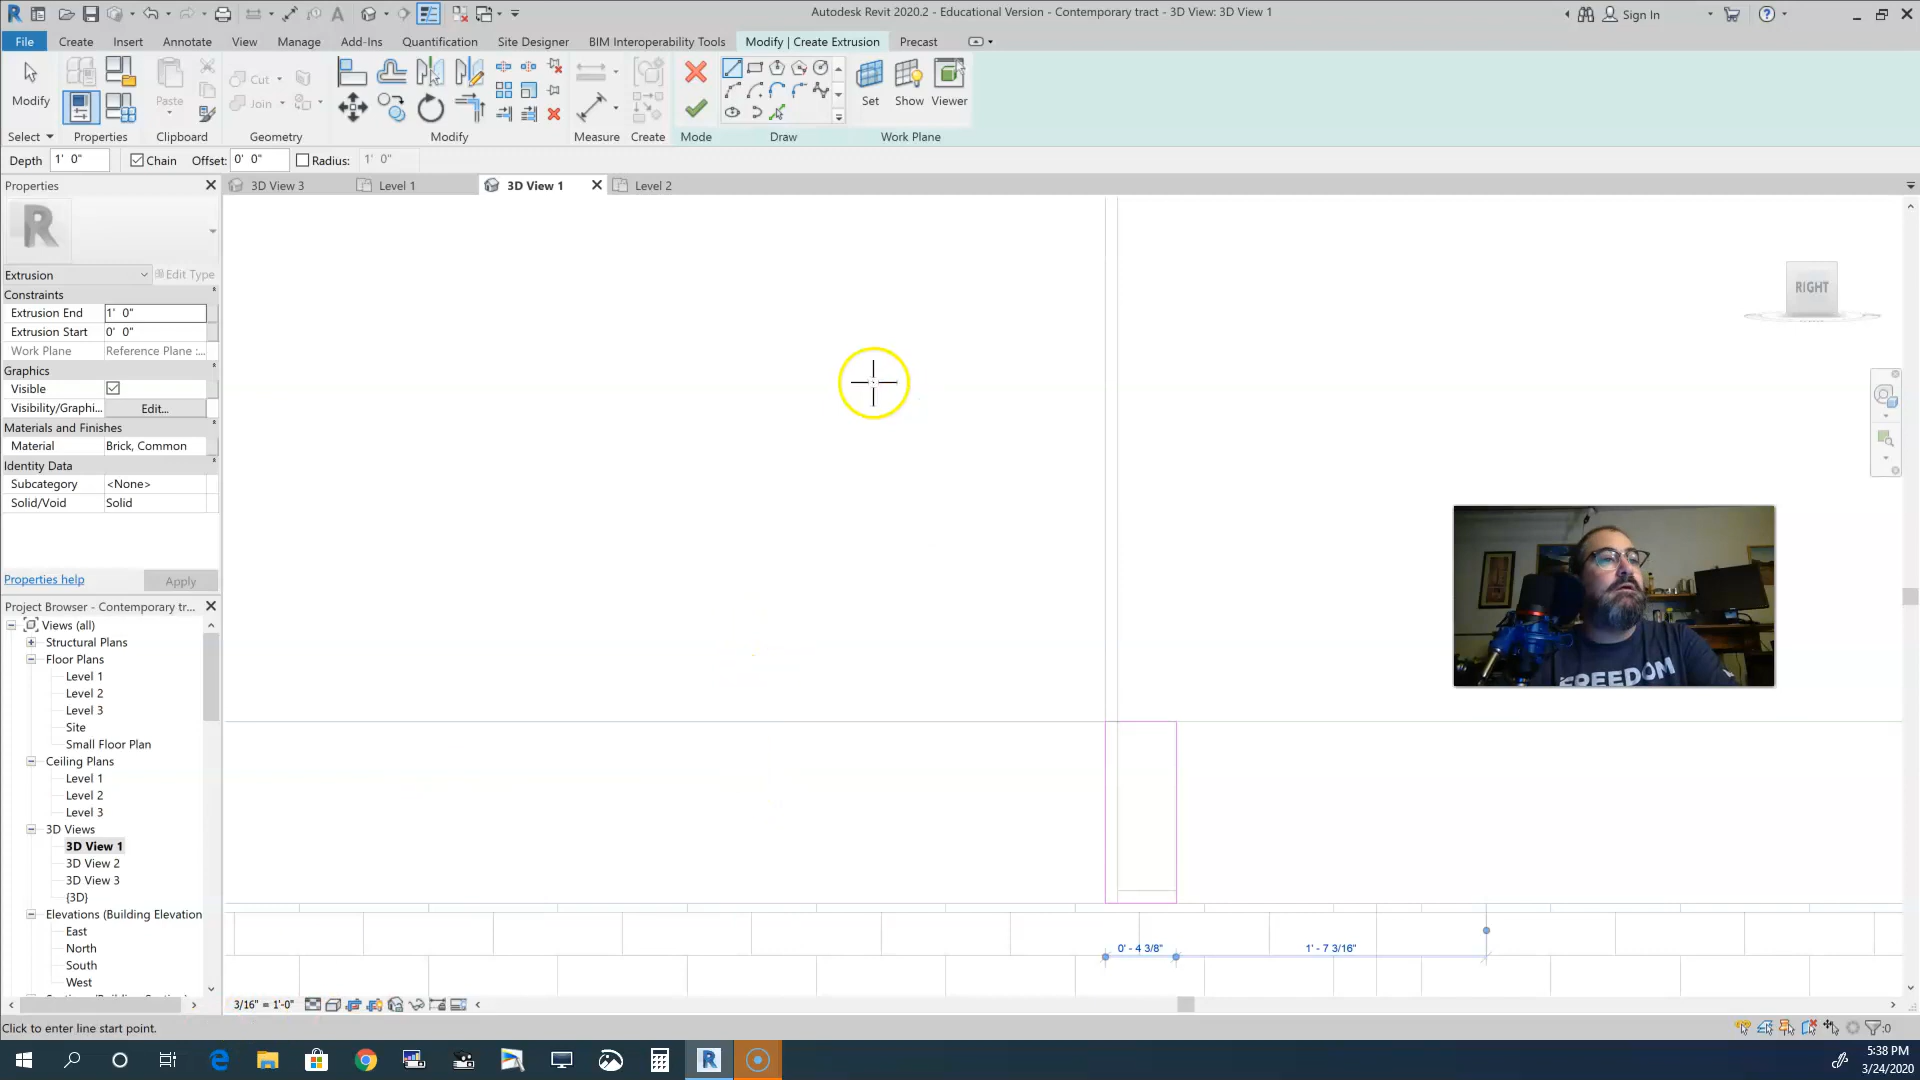 Autodesk Revit 2020.2 - Educational Version - Contemporary tract - 3D View: 3D View 1
Sign In
File Create Insert Annotate View Manage Add-Ins Quantification Site Designer BIM Interoperability Tools Modify | Create Extrusion Precast
Modify Paste Cut Join Set Show Viewer
Select Properties Clipboard Geometry Modify Measure Create Mode Draw Work Plane
Depth 1' 0" Chain Offset: 0' 0" Radius: 1' 0"
Properties
3D View 3 Level 1 3D View 1 Level 2
R
Extrusion Edit Type
Constraints
Extrusion End 1' 0"
Extrusion Start 0' 0"
Work Plane Reference Plane :...
Graphics
Visible
Visibility/Graphi... Edit...
Materials and Finishes
Material Brick, Common
Identity Data
Subcategory <None>
Solid/Void Solid
Properties help Apply
RIGHT
FREEDOM
Project Browser - Contemporary tr...
Views (all)
Structural Plans
Floor Plans
Level 1
Level 2
Level 3
Site
Small Floor Plan
Ceiling Plans
Level 1
Level 2
Level 3
3D Views
3D View 1
3D View 2
3D View 3
{3D}
Elevations (Building Elevation
East
North
South
West
0' - 4 3/8" 1' - 7 3/16"
3/16" = 1'-0"
Click to enter line start point.
:0
5:38 PM
3/24/2020